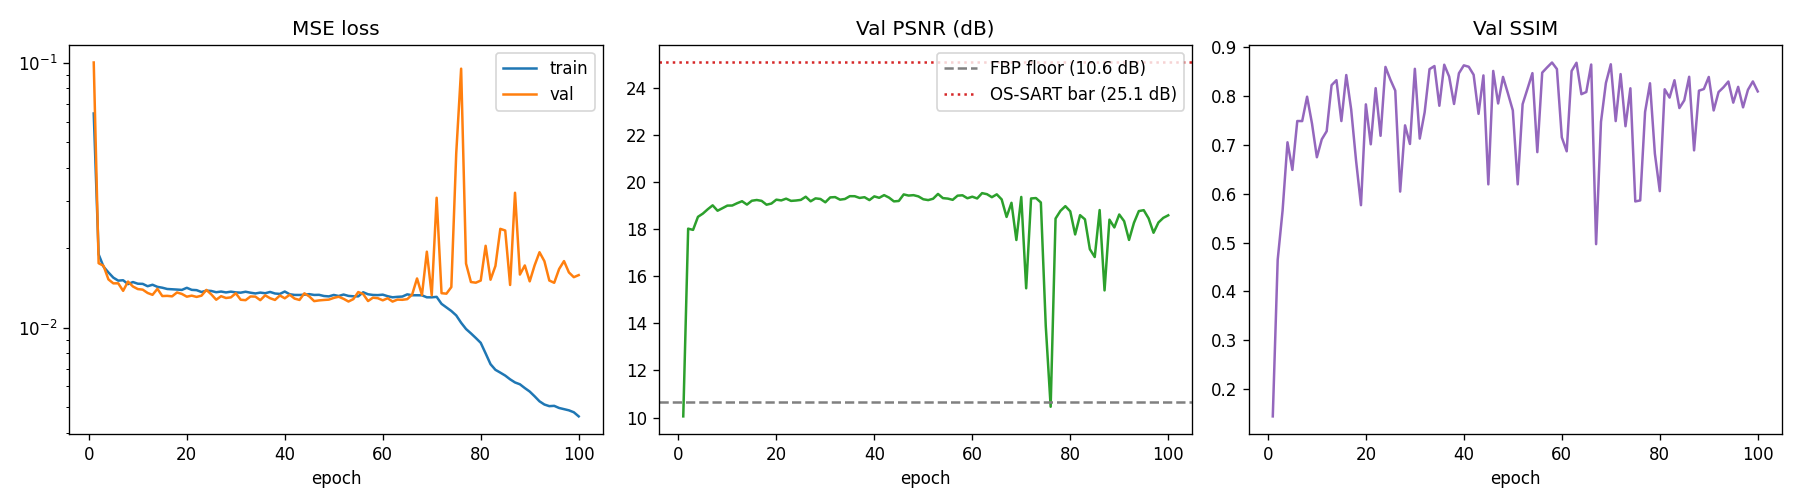 MSE loss
10⁻¹
10⁻²
train
val
0 20 40 60 80 100
epoch
Val PSNR (dB)
24
22
20
18
16
14
12
10
FBP floor (10.6 dB)
OS-SART bar (25.1 dB)
0 20 40 60 80 100
epoch
Val SSIM
0.9
0.8
0.7
0.6
0.5
0.4
0.3
0.2
0 20 40 60 80 100
epoch